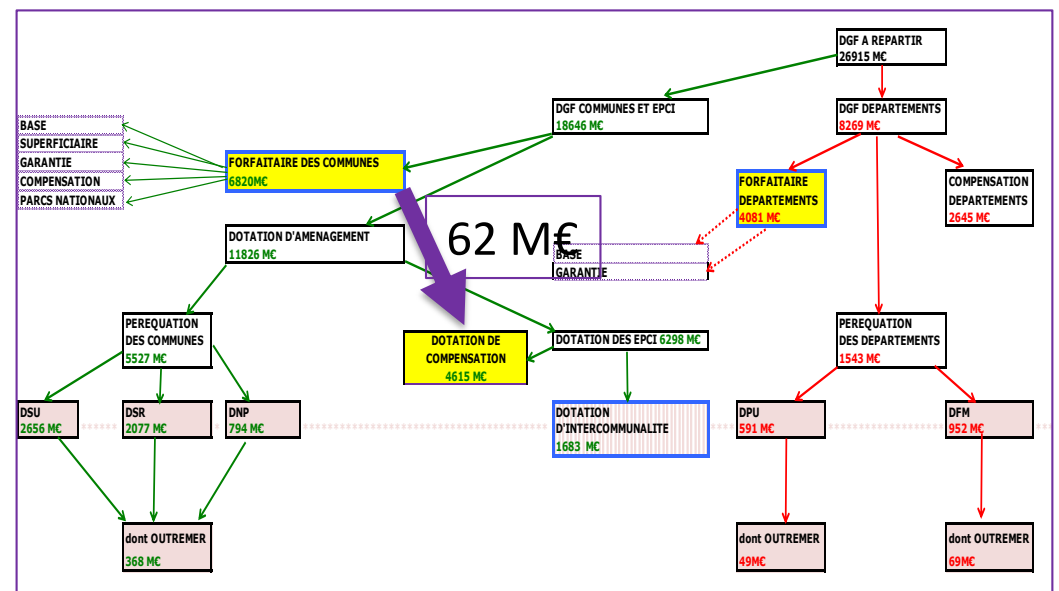 DGF A REPARTIR
26915 M€
DGF COMMUNES ET EPCI
18646 M€
DGF DEPARTEMENTS
8269 M€
BASE
SUPERFICIAIRE
GARANTIE
COMPENSATION
PARCS NATIONAUX
FORFAITAIRE DES COMMUNES
6820M€
FORFAITAIRE
DEPARTEMENTS
4081 M€
COMPENSATION
DEPARTEMENTS
2645 M€
DOTATION D'AMENAGEMENT
11826 M€
62 M€
BASE
GARANTIE
PEREQUATION
DES COMMUNES
5527 M€
DOTATION DE
COMPENSATION
4615 M€
DOTATION DES EPCI 6298 M€
PEREQUATION
DES DEPARTEMENTS
1543 M€
DSU
2656 M€
DSR
2077 M€
DNP
794 M€
DOTATION
D'INTERCOMMUNALITE
1683 M€
DPU
591 M€
DFM
952 M€
dont OUTREMER
368 M€
dont OUTREMER
49M€
dont OUTREMER
69M€